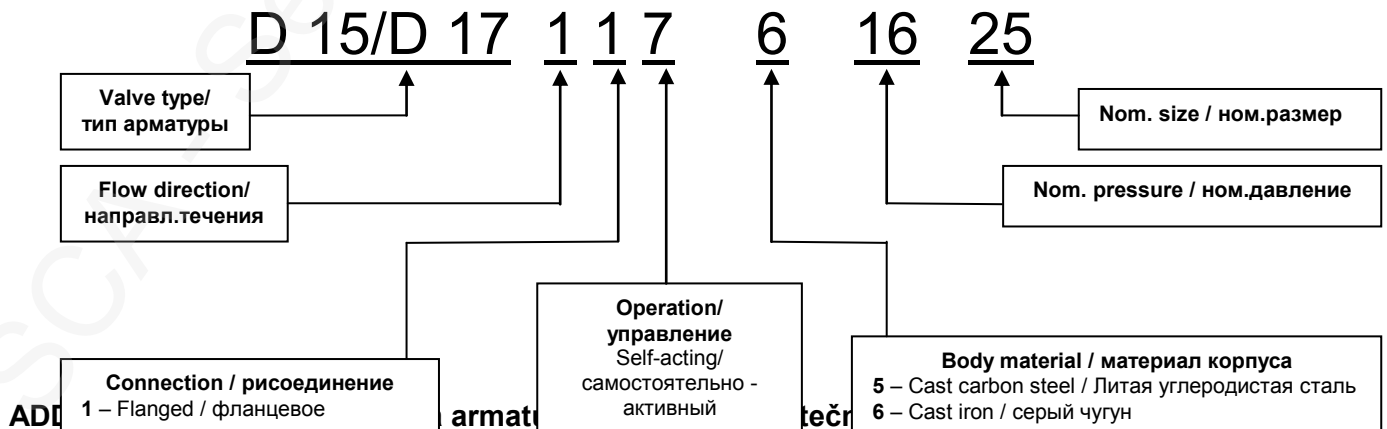 D 15/D 17 1 1 7 6 16 25
Valve type/
тип арматуры
Nom. size / ном.размер
Flow direction/
направл.течения
Nom. pressure / ном.давление
Operation/
управление
Self-acting/
самостоятельно -
активный
Connection / рисоединение
1 – Flanged / фланцевое
Body material / материал корпуса
5 – Cast carbon steel / Литая углеродистая сталь
6 – Cast iron / серый чугун
SCA